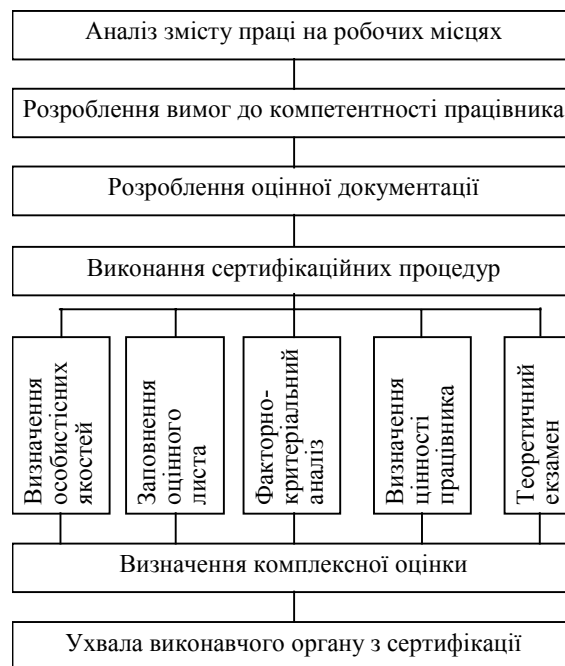 Аналіз змісту праці на робочих місцях
Розроблення вимог до компетентності працівника
Розроблення оцінної документації
Виконання сертифікаційних процедур
Визначення
особистісних
якостей
Заповнення
оцінного
листа
Факторно-
критеріальний
аналіз
Визначення
цінності
працівника
Теоретичний
екзамен
Визначення комплексної оцінки
Ухвала виконавчого органу з сертифікації